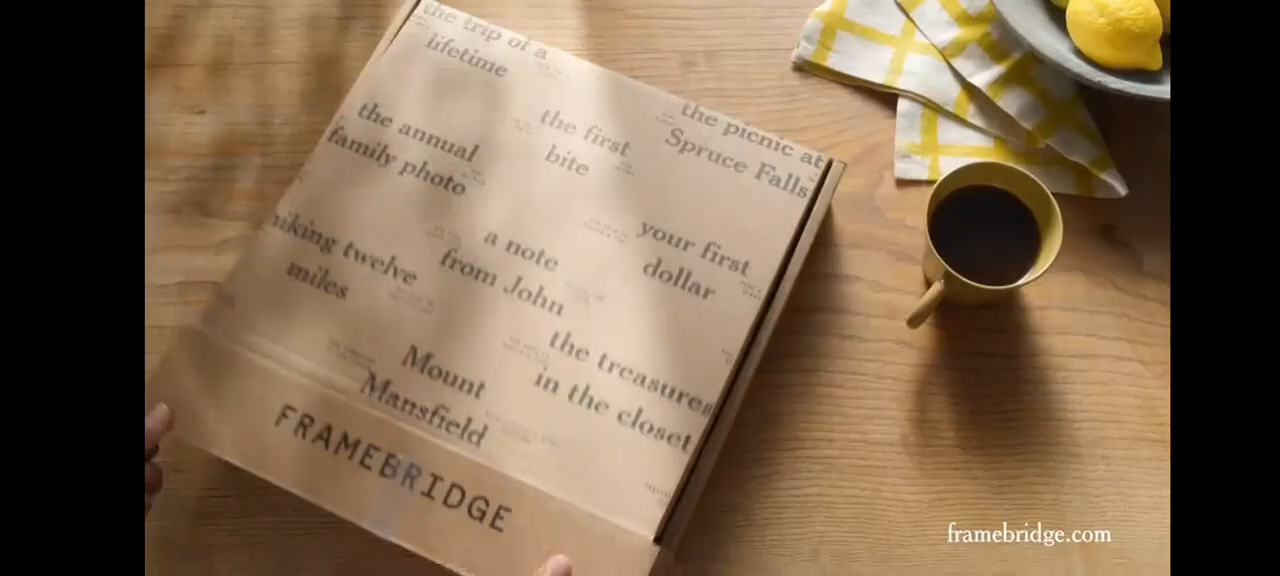 the trip of a
lifetime
the annual
family photo
the first
bite
the picnic at
Spruce Falls
hiking twelve
miles
a note
from John
your first
dollar
Mount
Mansfield
the treasures
in the closet
FRAMEBRIDGE
framebridge.com